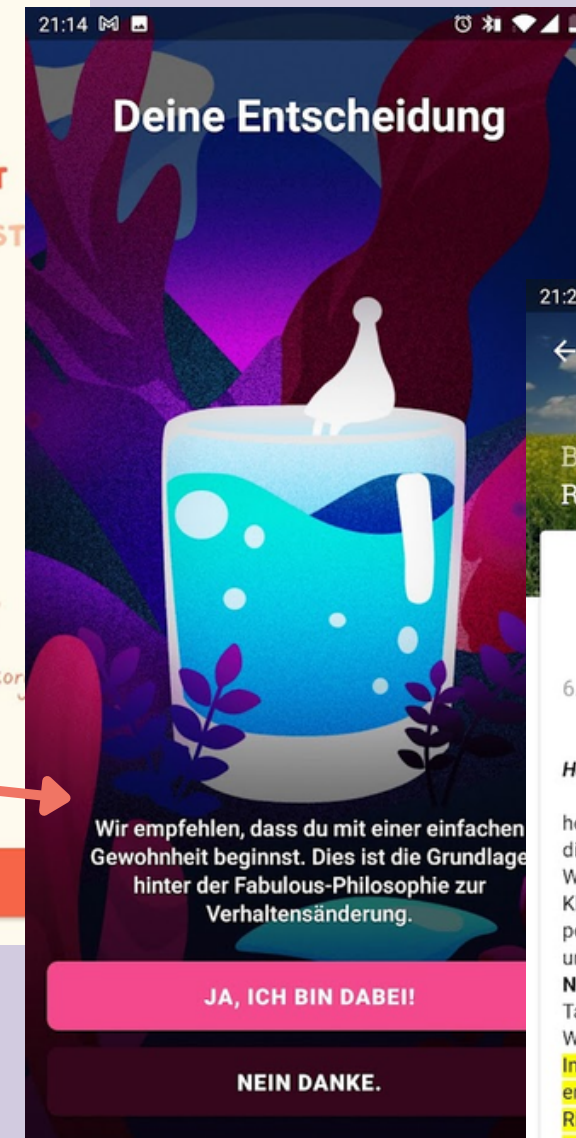 21:14
Deine Entscheidung
Wir empfehlen, dass du mit einer einfachen
Gewohnheit beginnst. Dies ist die Grundlage
hinter der Fabulous-Philosophie zur
Verhaltensänderung.
JA, ICH BIN DABEI!
NEIN DANKE.